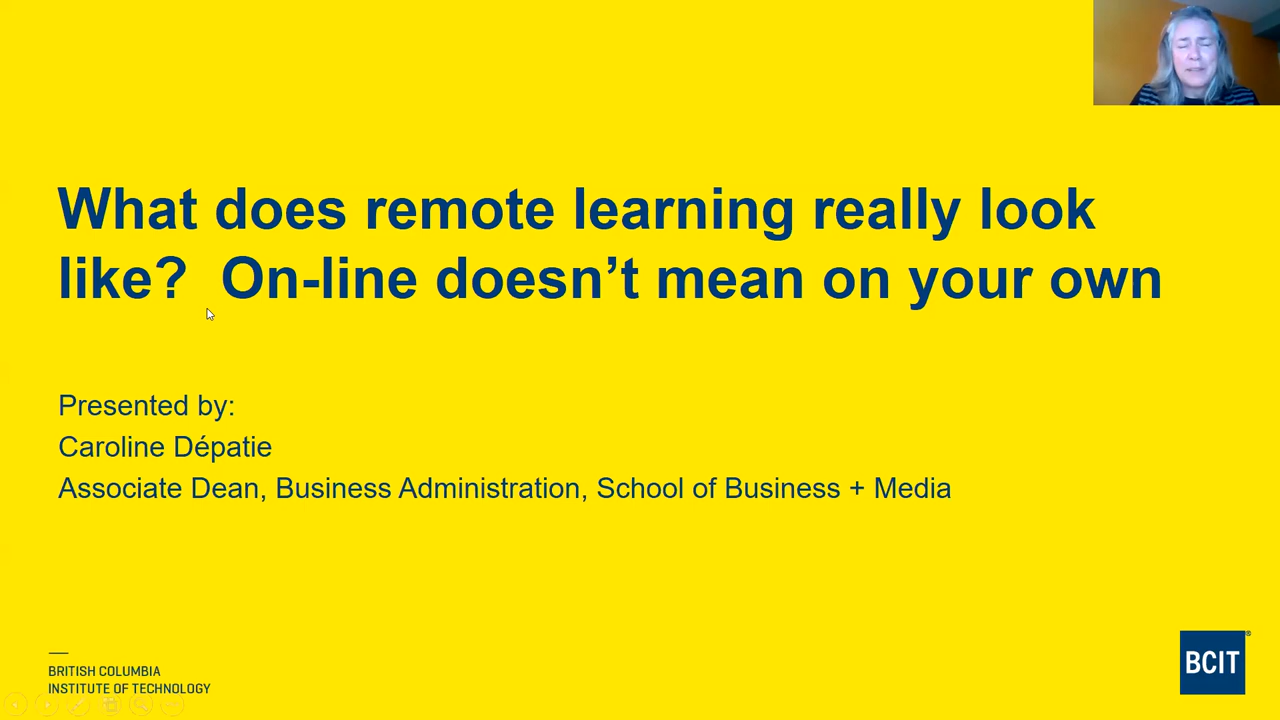 What does remote learning really look
like?  On-line doesn’t mean on your own
Presented by:
Caroline Dépatie
Associate Dean, Business Administration, School of Business + Media
BRITISH COLUMBIA
INSTITUTE OF TECHNOLOGY
BCIT®